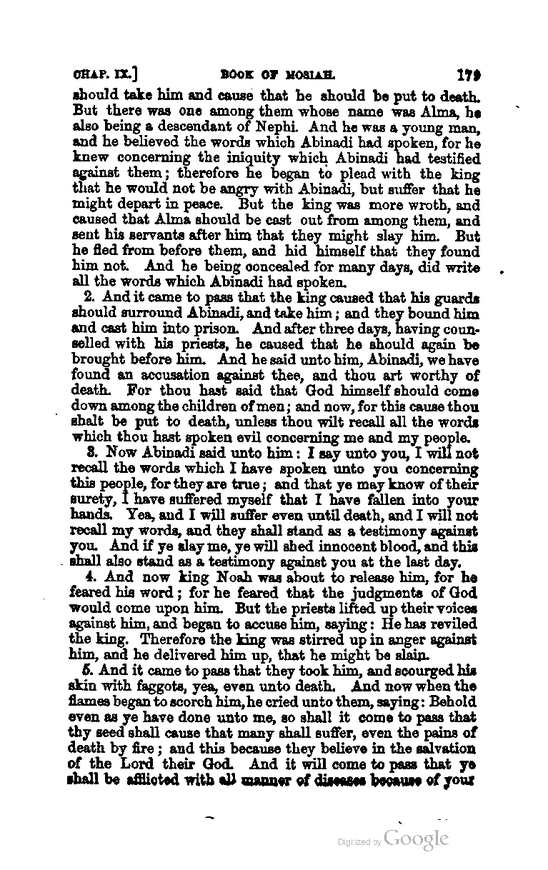 CHAP. IX.] BOOK OF MOSIAH. 179
should take him and cause that he should be put to death.
But there was one among them whose name was Alma, he
also being a descendant of Nephi. And he was a young man,
and he believed the words which Abinadi had spoken, for he
knew concerning the iniquity which Abinadi had testified
against them; therefore he began to plead with the king
that he would not be angry with Abinadi, but suffer that he
might depart in peace. But the king was more wroth, and
caused that Alma should be cast out from among them, and
sent his servants after him that they might slay him. But
he fled from before them, and hid himself that they found
him not. And he being concealed for many days, did write
all the words which Abinadi had spoken.
2. And it came to pass that the king caused that his guards
should surround Abinadi, and take him; and they bound him
and cast him into prison. And after three days, having coun-
selled with his priests, he caused that he should again be
brought before him. And he said unto him, Abinadi, we have
found an accusation against thee, and thou art worthy of
death. For thou hast said that God himself should come
down among the children of men; and now, for this cause thou
shalt be put to death, unless thou wilt recall all the words
which thou hast spoken evil concerning me and my people.
3. Now Abinadi said unto him: I say unto you, I will not
recall the words which I have spoken unto you concerning
this people, for they are true; and that ye may know of their
surety, I have suffered myself that I have fallen into your
hands. Yea, and I will suffer even until death, and I will not
recall my words, and they shall stand as a testimony against
you. And if ye slay me, ye will shed innocent blood, and this
shall also stand as a testimony against you at the last day.
4. And now king Noah was about to release him, for he
feared his word; for he feared that the judgments of God
would come upon him. But the priests lifted up their voices
against him, and began to accuse him, saying: He has reviled
the king. Therefore the king was stirred up in anger against
him, and he delivered him up, that he might be slain.
5. And it came to pass that they took him, and scourged his
skin with faggots, yea, even unto death. And now when the
flames began to scorch him, he cried unto them, saying: Behold
even as ye have done unto me, so shall it come to pass that
thy seed shall cause that many shall suffer, even the pains of
death by fire; and this because they believe in the salvation
of the Lord their God. And it will come to pass that ye
shall be afflicted with all manner of diseases because of your
Digitized by Google